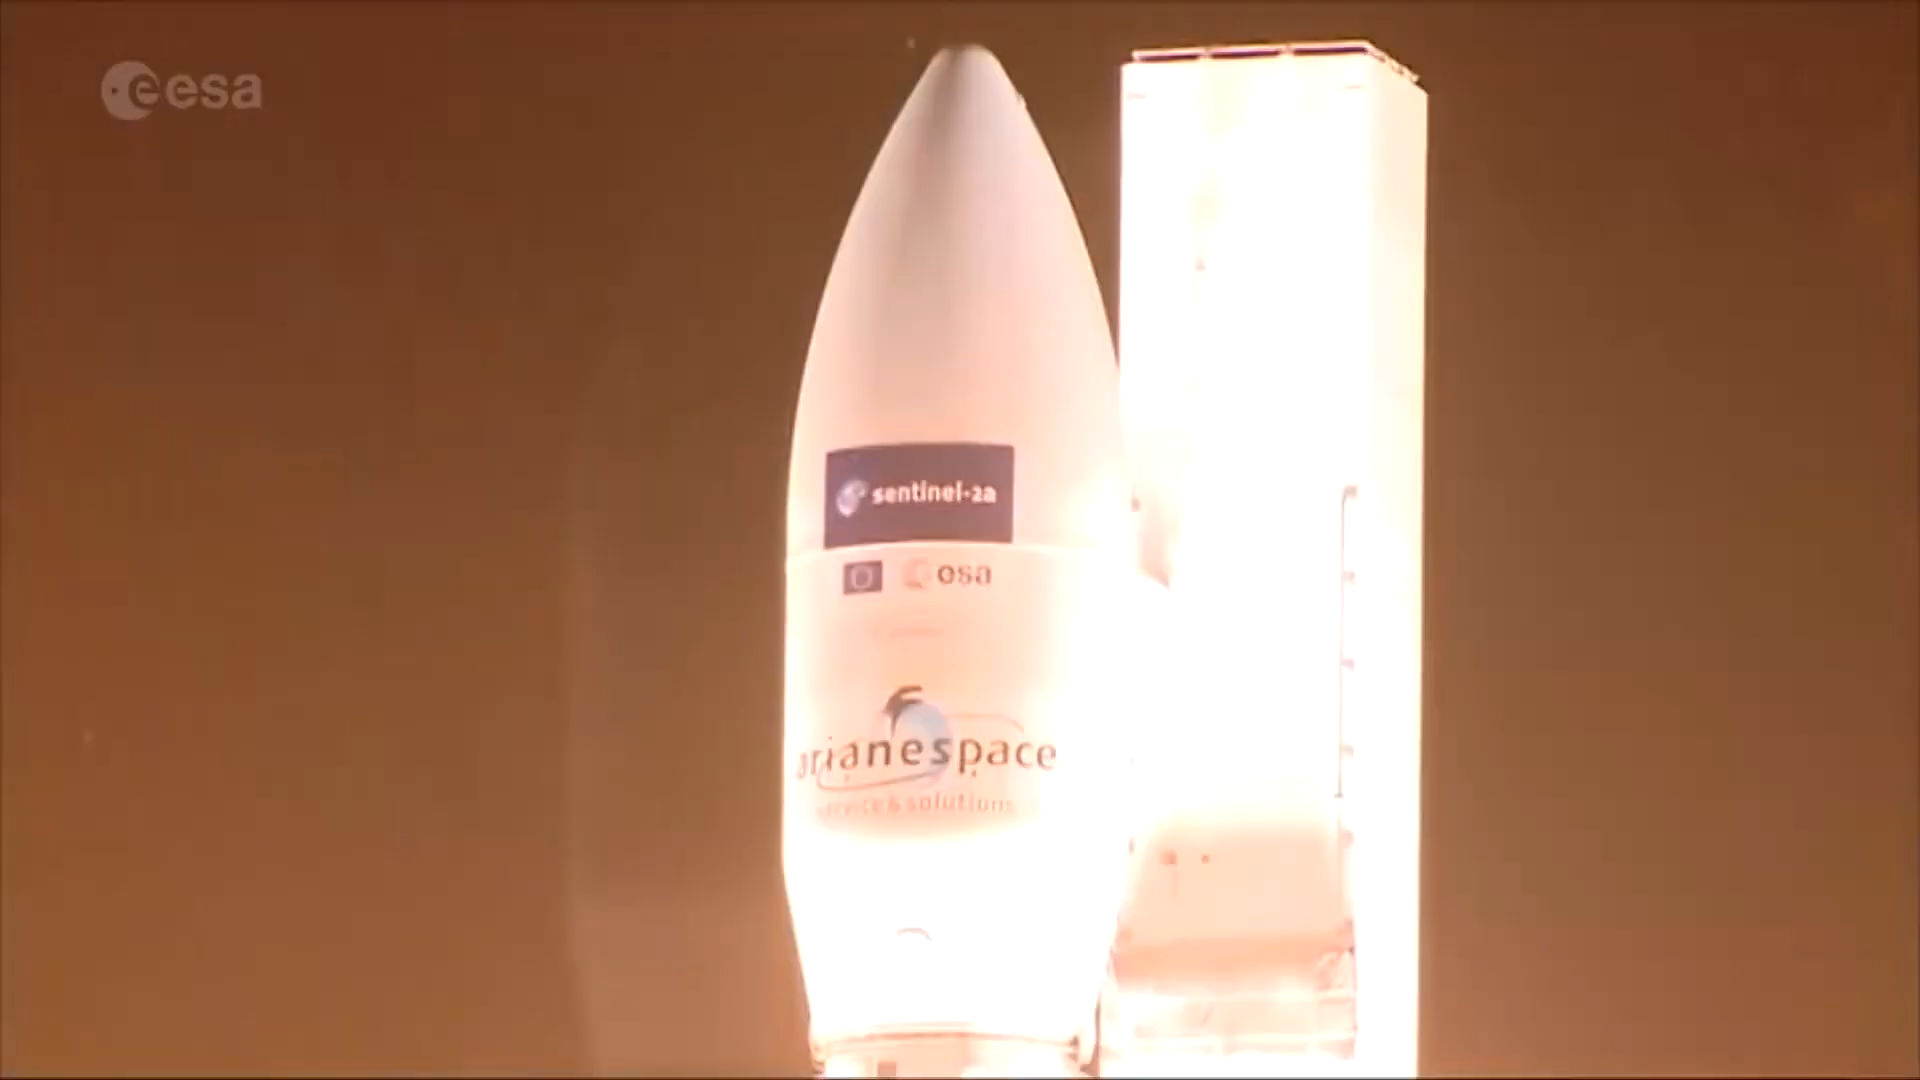 esa
sentinel-2a
esa
arianespace
service & solutions